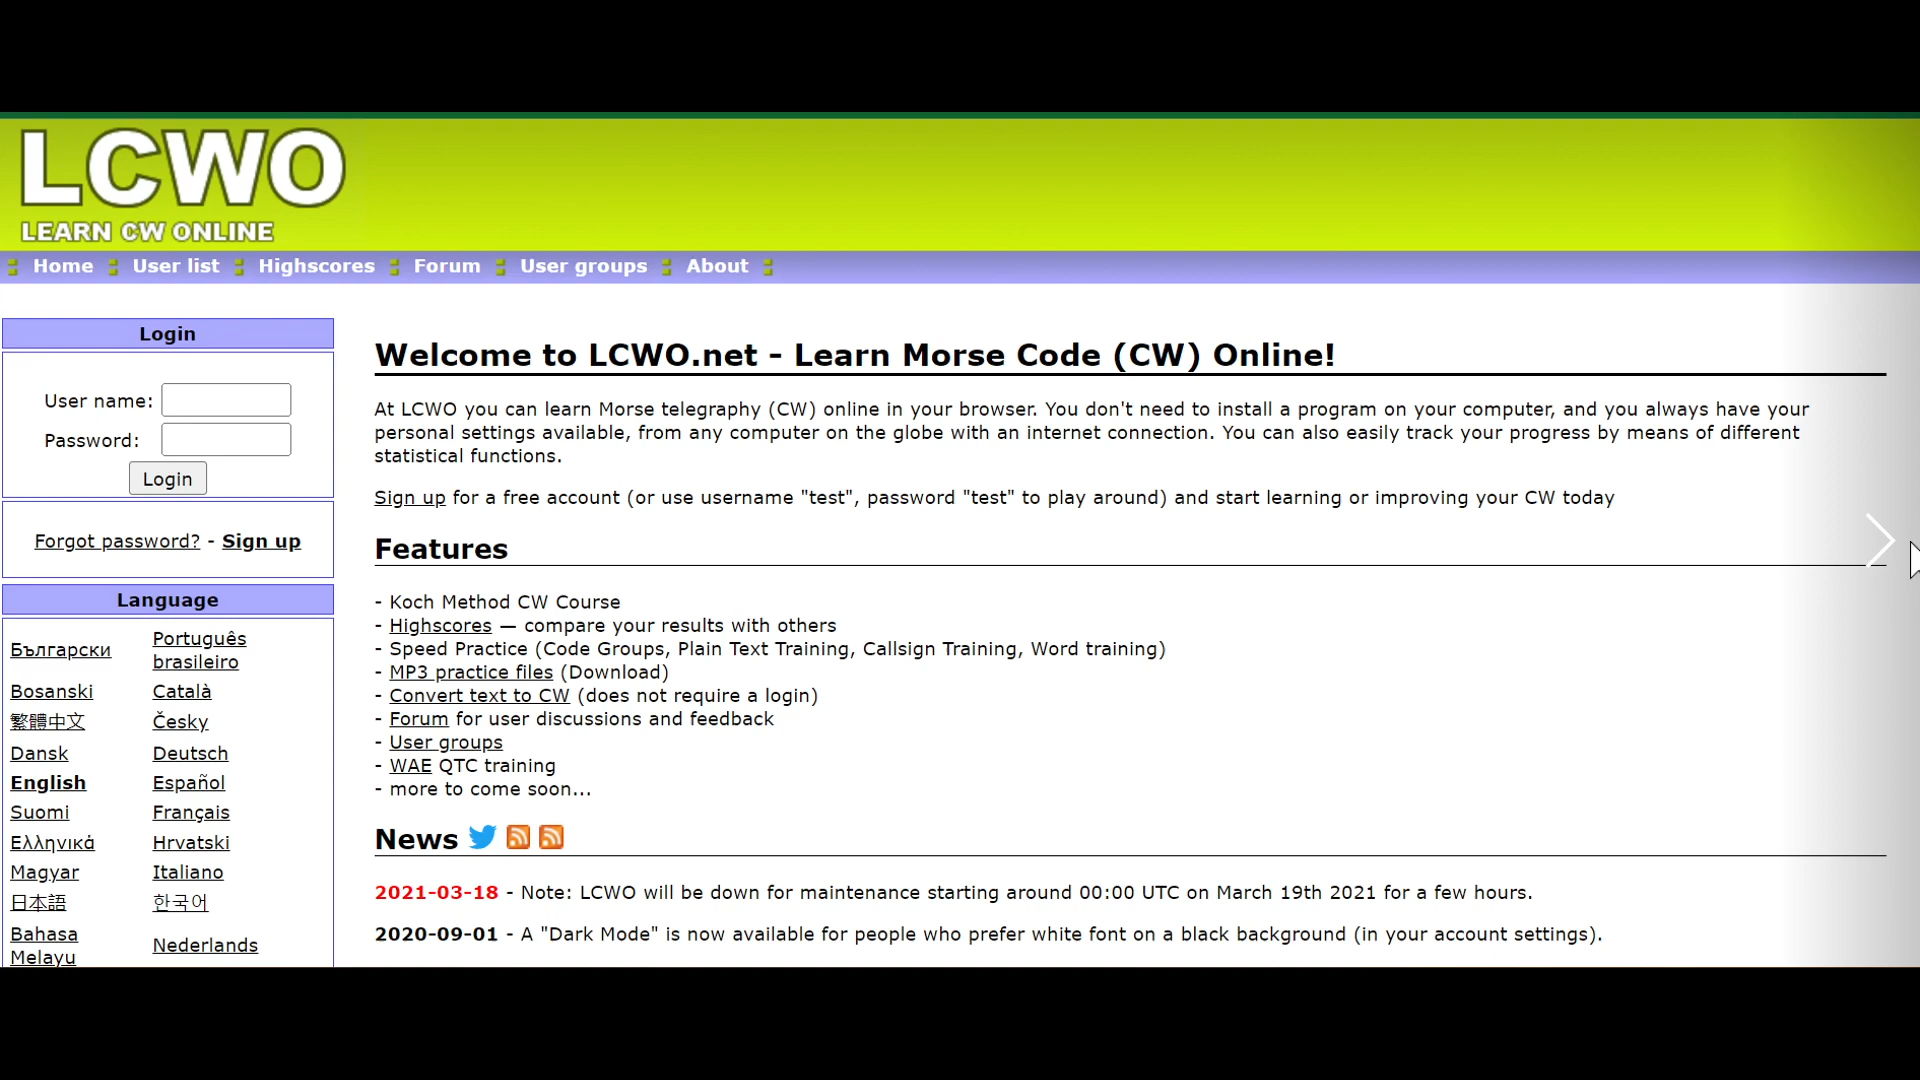 LCWO
LEARN CW ONLINE
Home User list Highscores Forum User groups About
Login
User name:
Password:
Login
Forgot password? - Sign up
Language
Български Português brasileiro
Bosanski Català
繁體中文 Česky
Dansk Deutsch
English Español
Suomi Français
Ελληνικά Hrvatski
Magyar Italiano
日本語 한국어
Bahasa Melayu Nederlands
Welcome to LCWO.net - Learn Morse Code (CW) Online!
At LCWO you can learn Morse telegraphy (CW) online in your browser. You don't need to install a program on your computer, and you always have your
personal settings available, from any computer on the globe with an internet connection. You can also easily track your progress by means of different
statistical functions.
Sign up for a free account (or use username "test", password "test" to play around) and start learning or improving your CW today
Features
- Koch Method CW Course
- Highscores — compare your results with others
- Speed Practice (Code Groups, Plain Text Training, Callsign Training, Word training)
- MP3 practice files (Download)
- Convert text to CW (does not require a login)
- Forum for user discussions and feedback
- User groups
- WAE QTC training
- more to come soon...
News
2021-03-18 - Note: LCWO will be down for maintenance starting around 00:00 UTC on March 19th 2021 for a few hours.
2020-09-01 - A "Dark Mode" is now available for people who prefer white font on a black background (in your account settings).